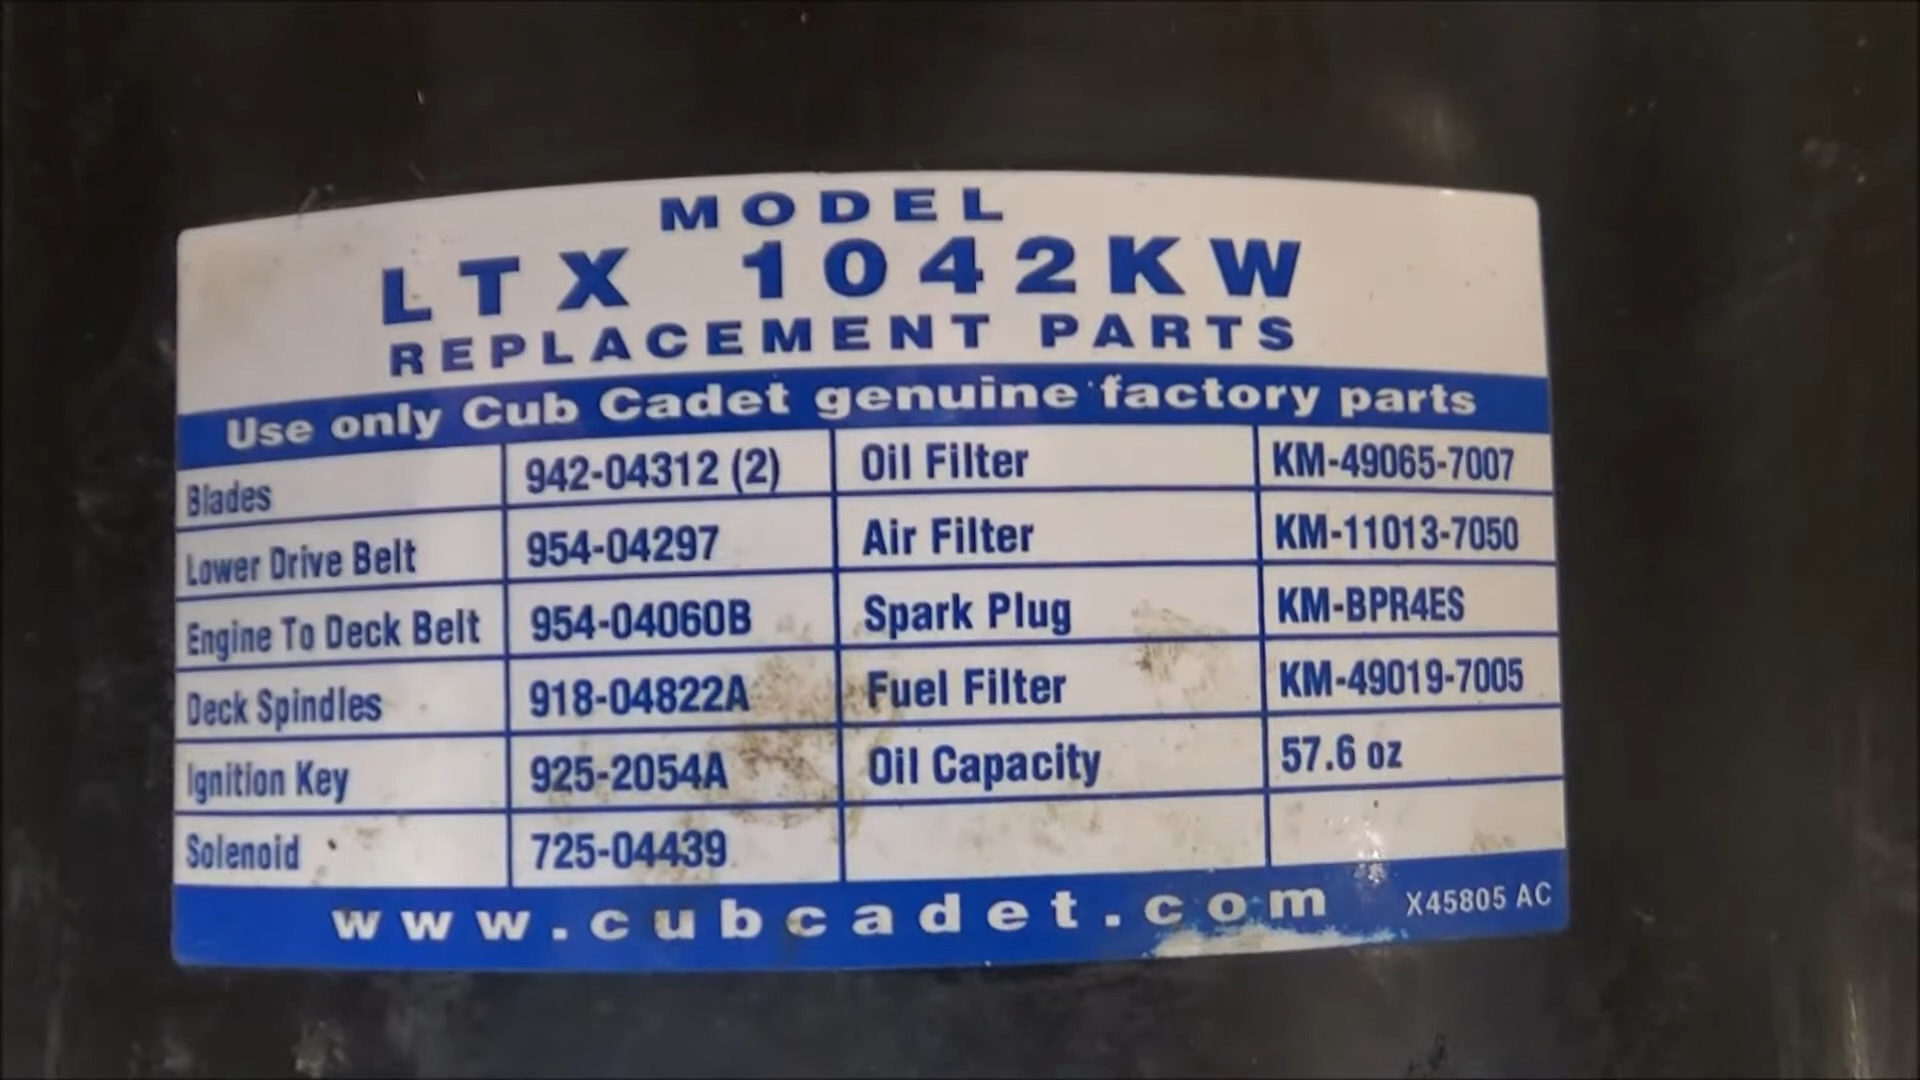 MODEL
LTX 1042KW
REPLACEMENT PARTS
Use only Cub Cadet genuine factory parts
Blades 942-04312 (2) Oil Filter KM-49065-7007
Lower Drive Belt 954-04297 Air Filter KM-11013-7050
Engine To Deck Belt 954-04060B Spark Plug KM-BPR4ES
Deck Spindles 918-04822A Fuel Filter KM-49019-7005
Ignition Key 925-2054A Oil Capacity 57.6 oz
Solenoid 725-04439
www.cubcadet.com X45805 AC